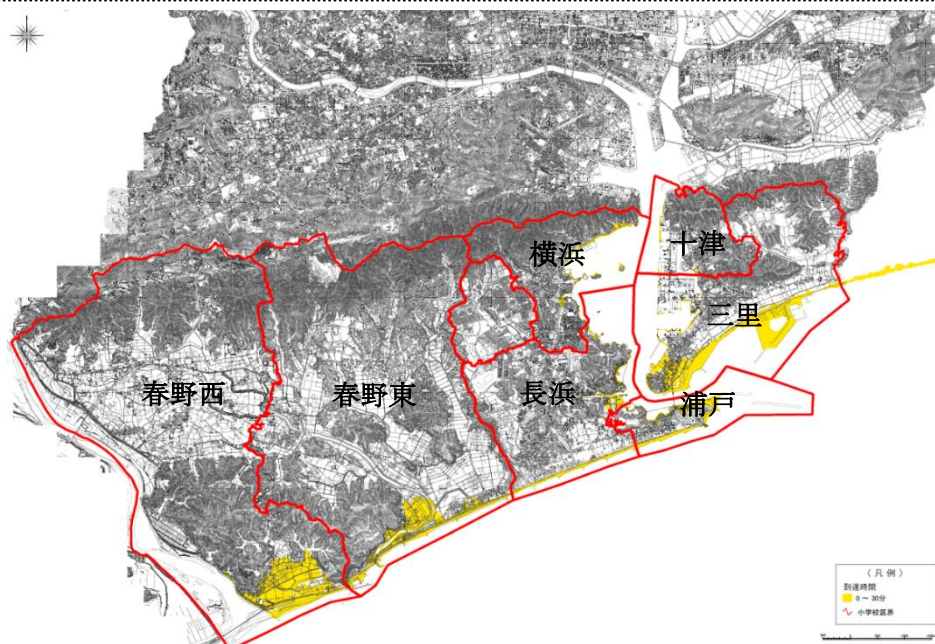 横浜
十津
三里
春野西
春野東
長浜
浦戸
〈凡例〉
到達時間
0 ~ 30分
小学校区界